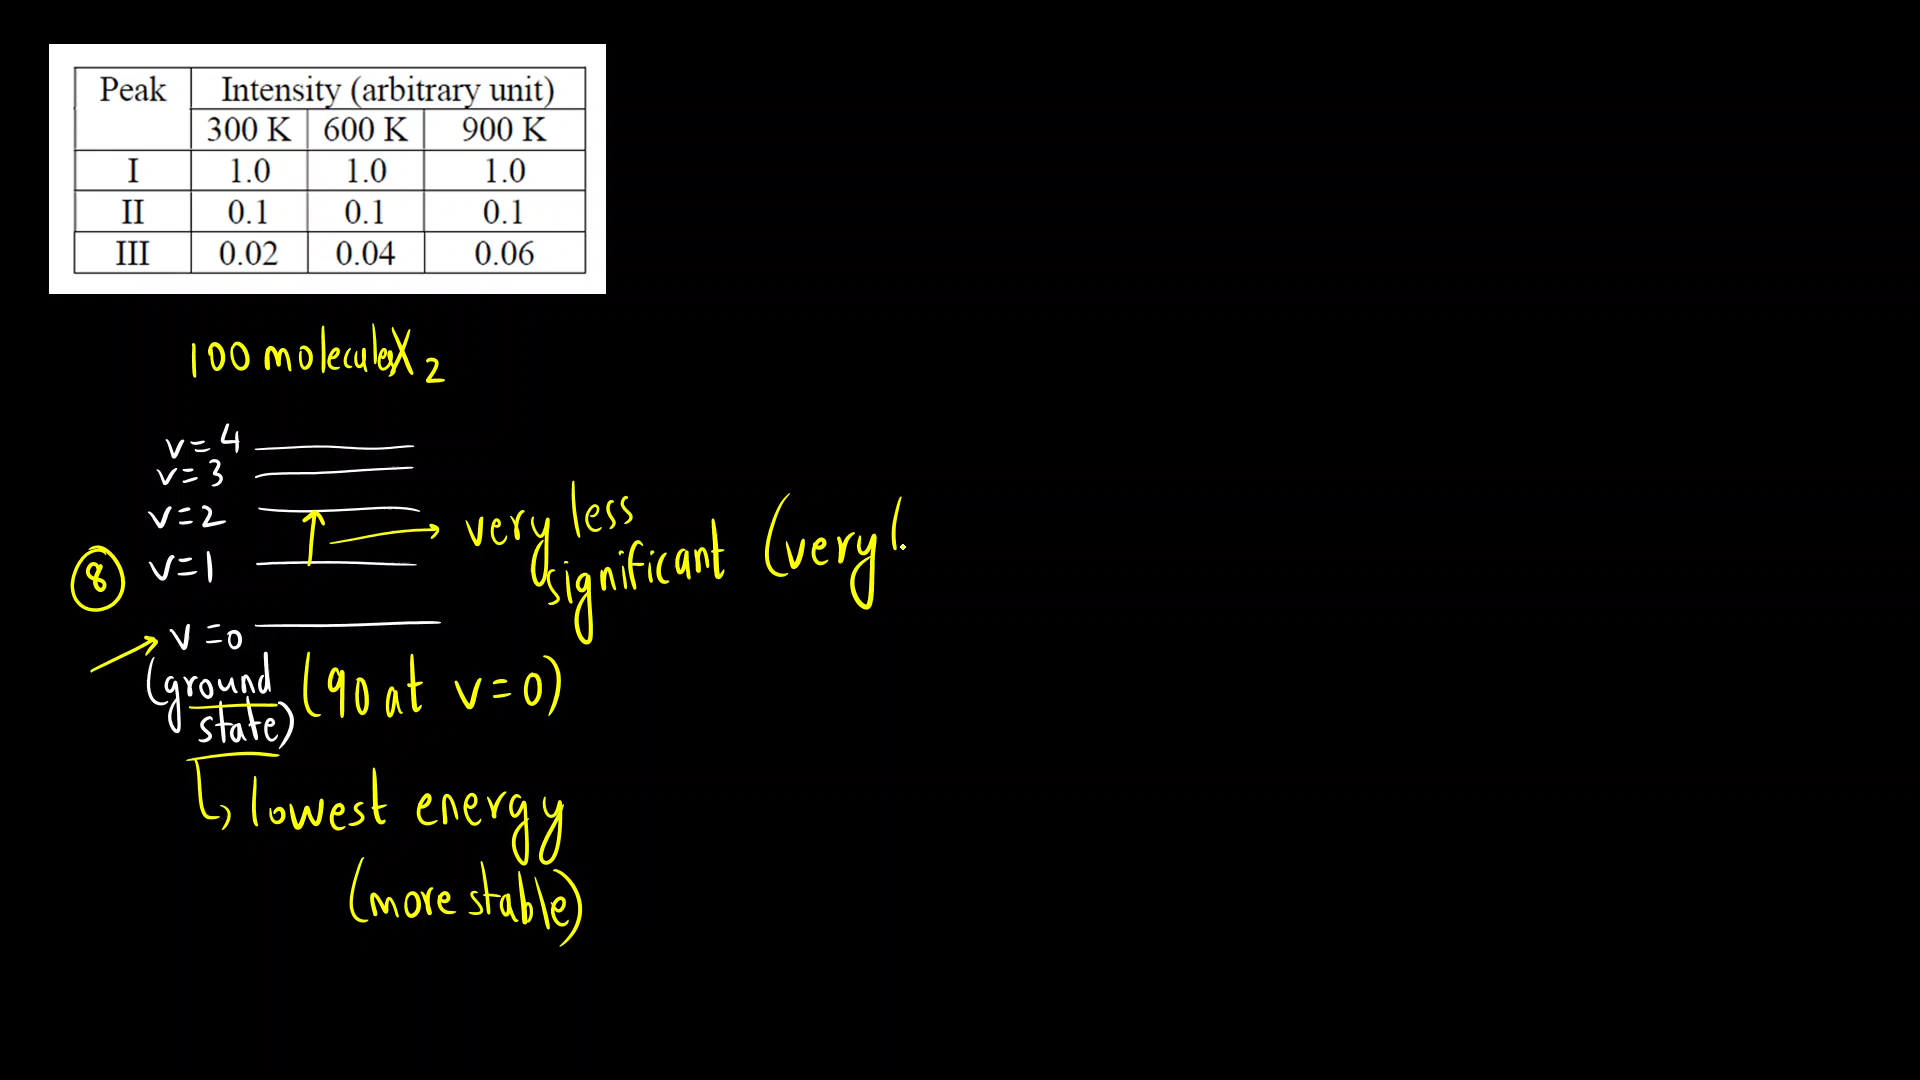 Peak Intensity (arbitrary unit)
300 K 600 K 900 K
I 1.0 1.0 1.0
II 0.1 0.1 0.1
III 0.02 0.04 0.06
100 molecules X2
v=4
v=3
v=2
8 v=1
v=0
(ground
state)
(90 at v=0)
very less
significant (very
lowest energy
(more stable)